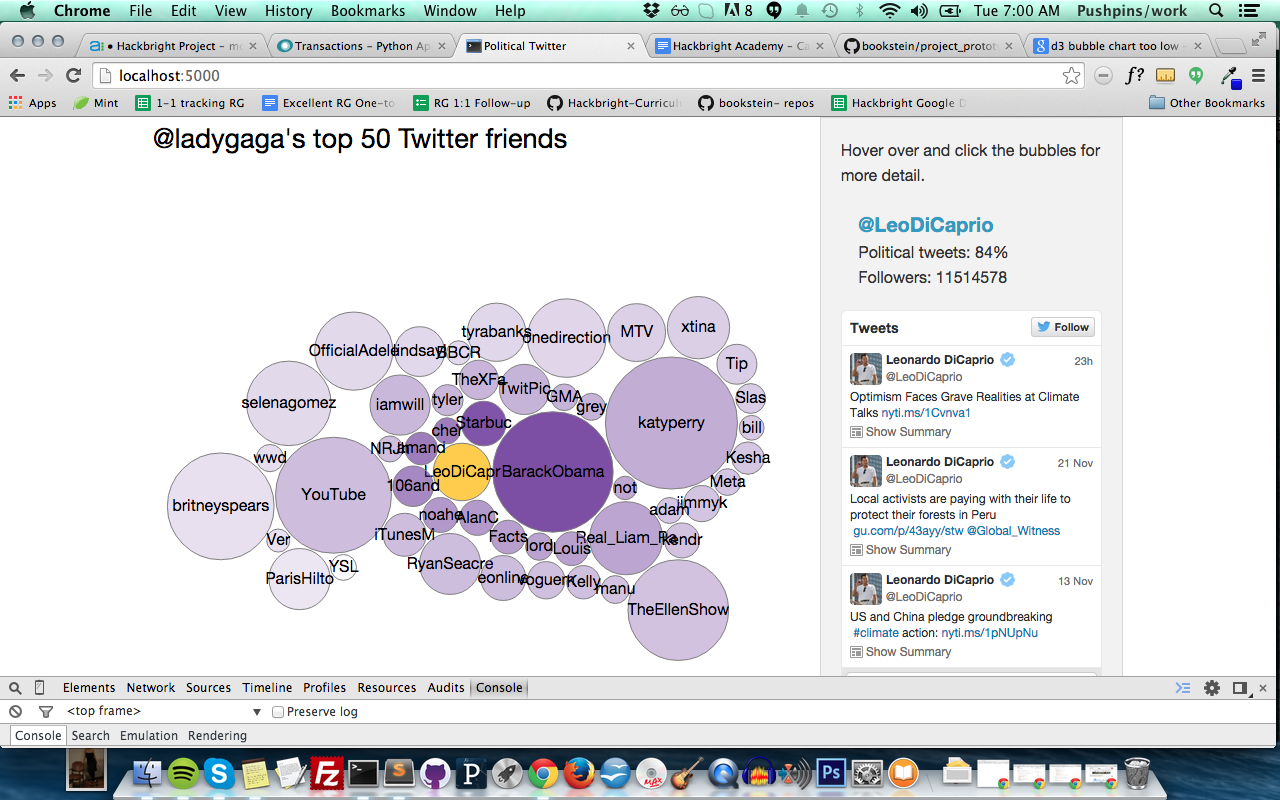 Chrome File Edit View History Bookmarks Window Help 8 Tue 7:00 AM Pushpins/work
Hackbright Project - m
Transactions - Python Ap
Political Twitter
Hackbright Academy - Ca
bookstein/project_protot
d3 bubble chart too low -
localhost:5000
f?
Apps Mint 1-1 tracking RG Excellent RG One-to RG 1:1 Follow-up Hackbright-Curricul bookstein- repos Hackbright Google D Other Bookmarks
@ladygaga's top 50 Twitter friends
tyrabanks
onedirection
MTV
xtina
OfficialAdele
lindsayl
BBCR
Tip
TheXFa
TwitPic
GMA
grey
Slas
selenagomez
iamwill
tyler
Starbuc
katyperry
bill
cher
NRJh
Amand
Kesha
wwd
LeoDiCapr
BarackObama
YouTube
106and
not
Meta
britneyspears
noahe
AlanC
adam
jimmyk
Ver
iTunesM
Facts
lord
Louis
Real_Liam_Pa
kendr
YSL
RyanSeacre
ParisHilto
eonline
voguem
Kelly
manu
TheEllenShow
Hover over and click the bubbles for
more detail.
@LeoDiCaprio
Political tweets: 84%
Followers: 11514578
Tweets Follow
Leonardo DiCaprio 23h
@LeoDiCaprio
Optimism Faces Grave Realities at Climate
Talks nyti.ms/1Cvnva1
Show Summary
Leonardo DiCaprio 21 Nov
@LeoDiCaprio
Local activists are paying with their life to
protect their forests in Peru
gu.com/p/43ayy/stw @Global_Witness
Show Summary
Leonardo DiCaprio 13 Nov
@LeoDiCaprio
US and China pledge groundbreaking
#climate action: nyti.ms/1pNUpNu
Show Summary
Elements Network Sources Timeline Profiles Resources Audits Console
<top frame> Preserve log
Console Search Emulation Rendering
Fz
S
P
MAX
Ps